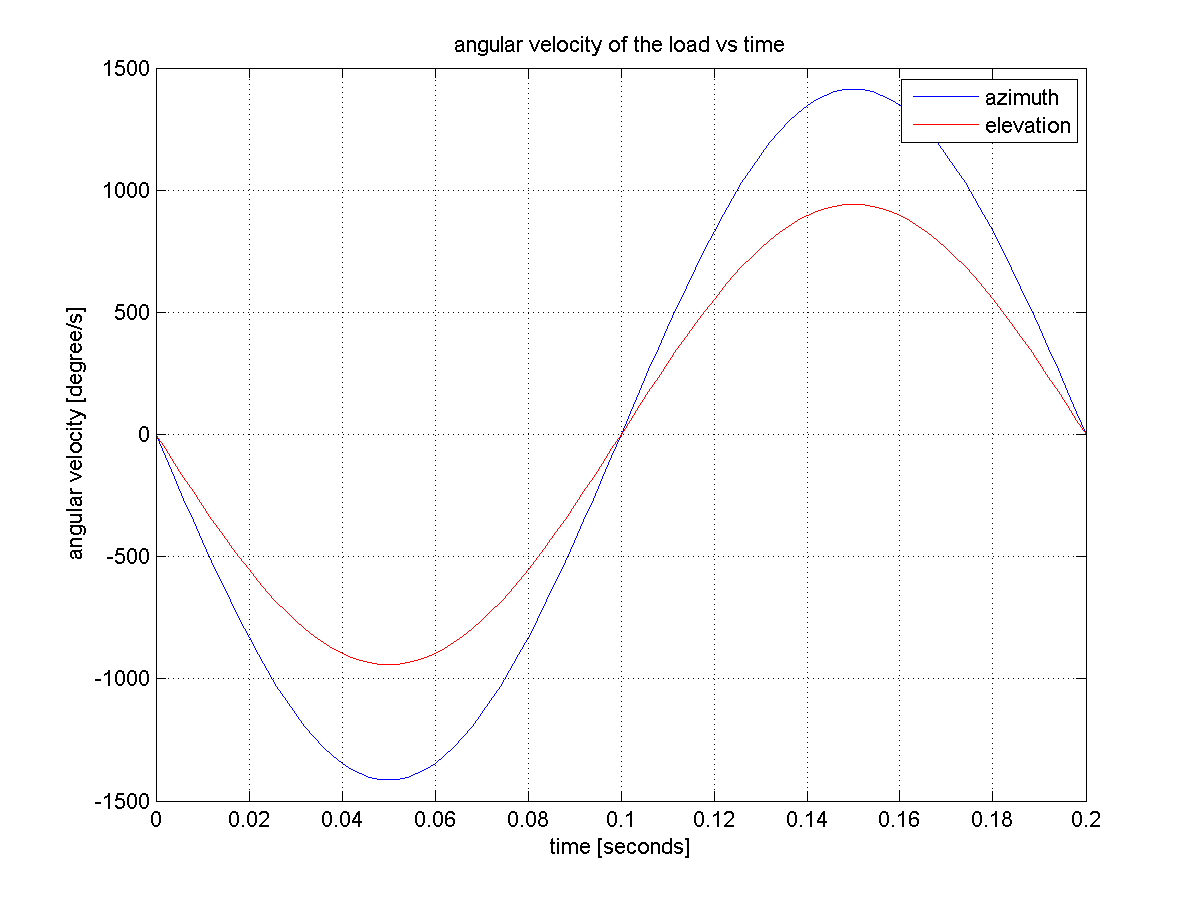 angular velocity of the load vs time
1500
azimuth
elevation
1000
500
0
-500
-1000
-1500
angular velocity [degree/s]
0 0.02 0.04 0.06 0.08 0.1 0.12 0.14 0.16 0.18 0.2
time [seconds]